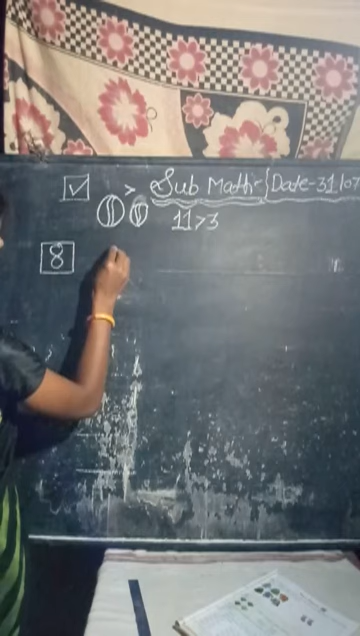 ✓ > Sub Math- Date-31/07
11>3
8